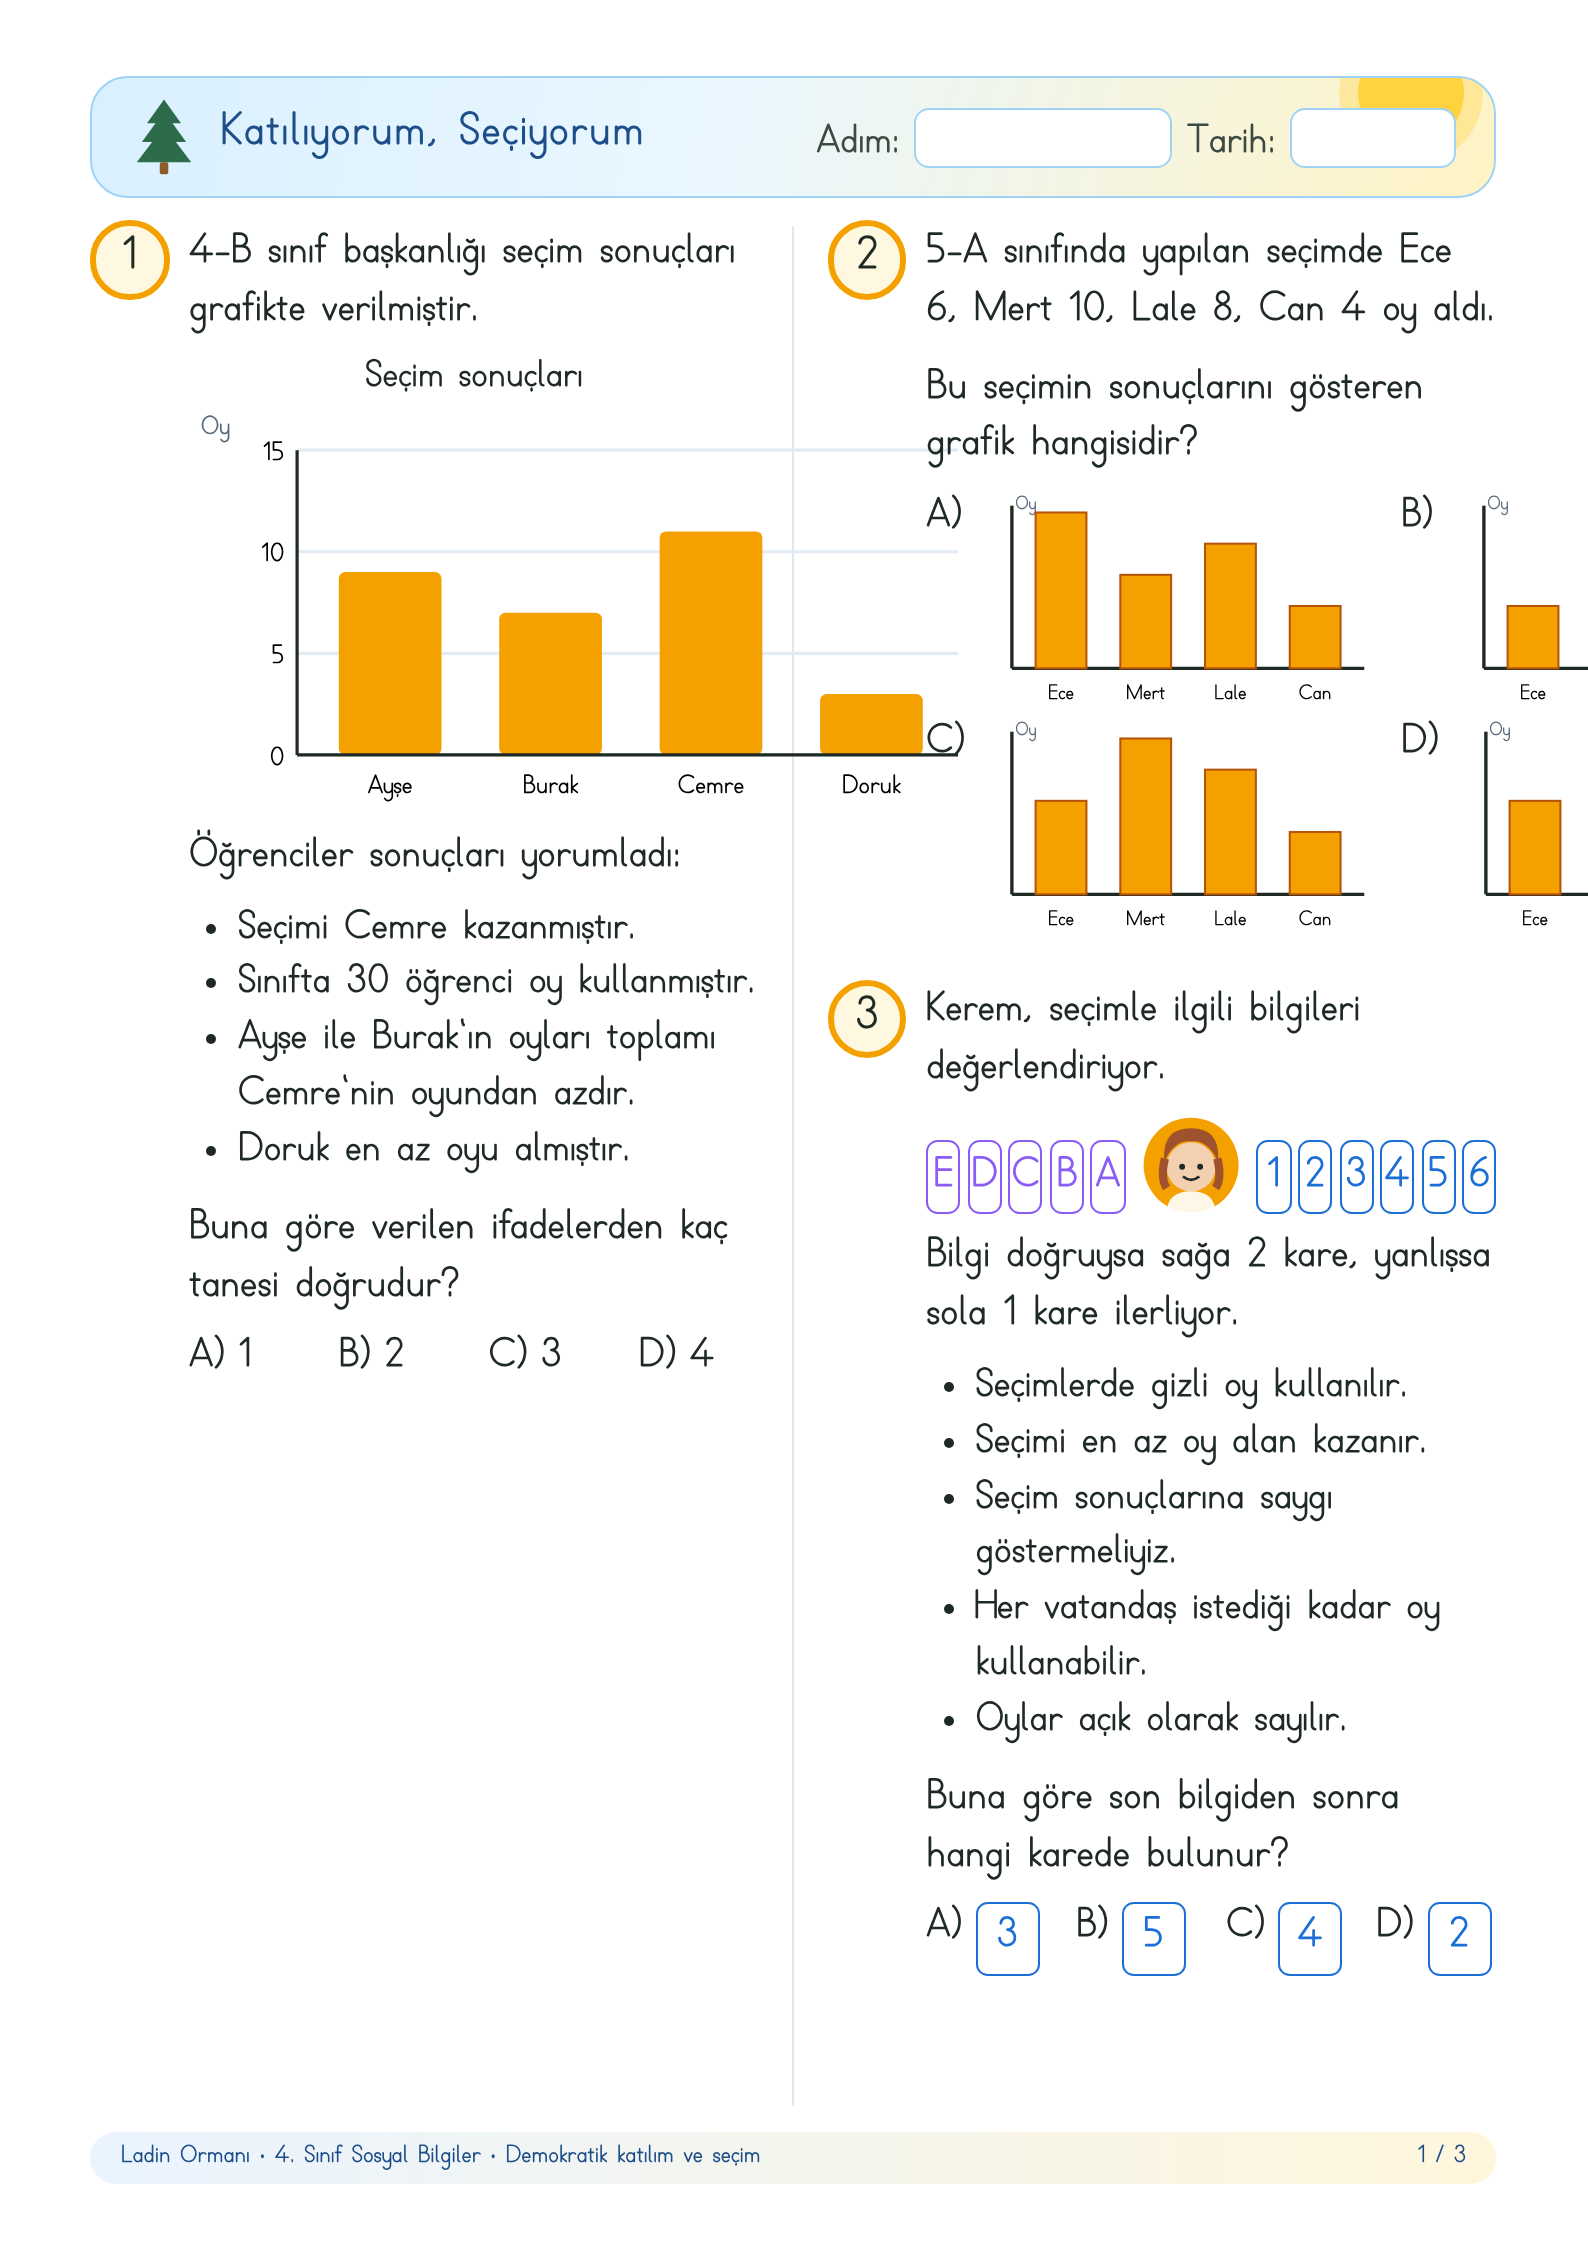 Katılıyorum, Seçiyorum
Adım:
Tarih:
1
4-B sınıf başkanlığı seçim sonuçları
grafikte verilmiştir.
Seçim sonuçları
Oy
15
10
5
0
Ayşe Burak Cemre Doruk
Öğrenciler sonuçları yorumladı:
• Seçimi Cemre kazanmıştır.
• Sınıfta 30 öğrenci oy kullanmıştır.
• Ayşe ile Burak'ın oyları toplamı
Cemre'nin oyundan azdır.
• Doruk en az oyu almıştır.
Buna göre verilen ifadelerden kaç
tanesi doğrudur?
A) 1 B) 2 C) 3 D) 4
2
5-A sınıfında yapılan seçimde Ece
6, Mert 10, Lale 8, Can 4 oy aldı.
Bu seçimin sonuçlarını gösteren
grafik hangisidir?
A)
Oy
Ece Mert Lale Can
B)
Oy
Ece
C)
Oy
Ece Mert Lale Can
D)
Oy
Ece
3
Kerem, seçimle ilgili bilgileri
değerlendiriyor.
E D C B A 1 2 3 4 5 6
Bilgi doğruysa sağa 2 kare, yanlışsa
sola 1 kare ilerliyor.
• Seçimlerde gizli oy kullanılır.
• Seçimi en az oy alan kazanır.
• Seçim sonuçlarına saygı
göstermeliyiz.
• Her vatandaş istediği kadar oy
kullanabilir.
• Oylar açık olarak sayılır.
Buna göre son bilgiden sonra
hangi karede bulunur?
A) 3 B) 5 C) 4 D) 2
Ladin Ormanı • 4. Sınıf Sosyal Bilgiler • Demokratik katılım ve seçim
1 / 3